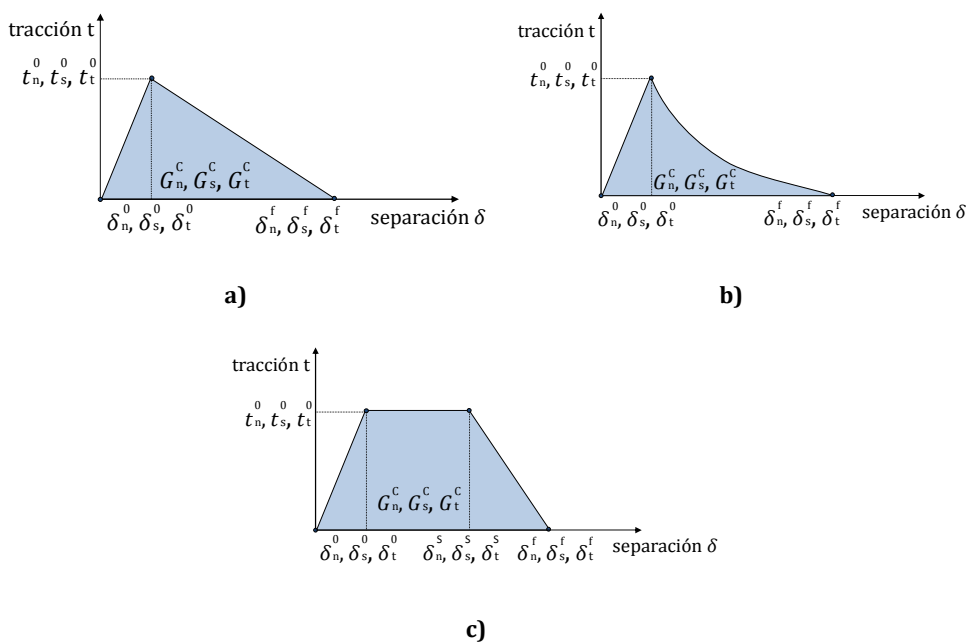 tracción t
t⁰ₙ, t⁰ₛ, t⁰ₜ
Gᶜₙ, Gᶜₛ, Gᶜₜ
δ⁰ₙ, δ⁰ₛ, δ⁰ₜ
δᶠₙ, δᶠₛ, δᶠₜ
separación δ
a)
tracción t
t⁰ₙ, t⁰ₛ, t⁰ₜ
Gᶜₙ, Gᶜₛ, Gᶜₜ
δ⁰ₙ, δ⁰ₛ, δ⁰ₜ
δᶠₙ, δᶠₛ, δᶠₜ
separación δ
b)
tracción t
t⁰ₙ, t⁰ₛ, t⁰ₜ
Gᶜₙ, Gᶜₛ, Gᶜₜ
δ⁰ₙ, δ⁰ₛ, δ⁰ₜ
δˢₙ, δˢₛ, δˢₜ
δᶠₙ, δᶠₛ, δᶠₜ
separación δ
c)